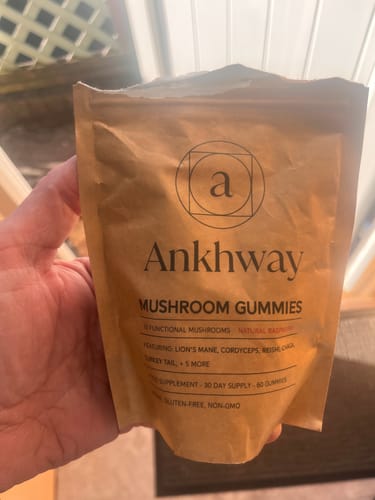 a
Ankhway
MUSHROOM GUMMIES
FUNCTIONAL MUSHROOMS NATURAL RASPBERRY
FEATURING: LION'S MANE, CORDYCEPS, REISHI, CHAGA,
TURKEY TAIL, + 5 MORE
SUPPLEMENT - 30 DAY SUPPLY - 60 GUMMIES
GLUTEN-FREE, NON-GMO